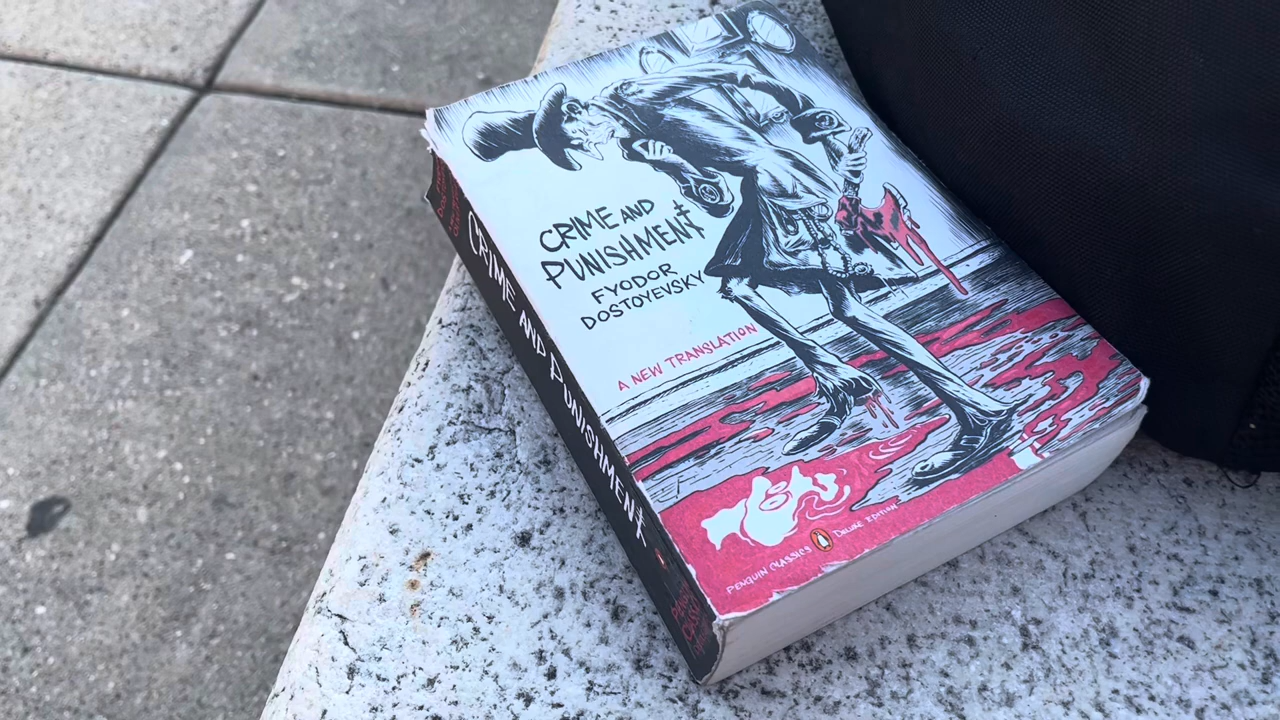 CRIME AND
PUNISHMENT
FYODOR
DOSTOYEVSKY
A NEW TRANSLATION
PENGUIN CLASSICS DELUXE EDITION
CRIME AND PUNISHMENT